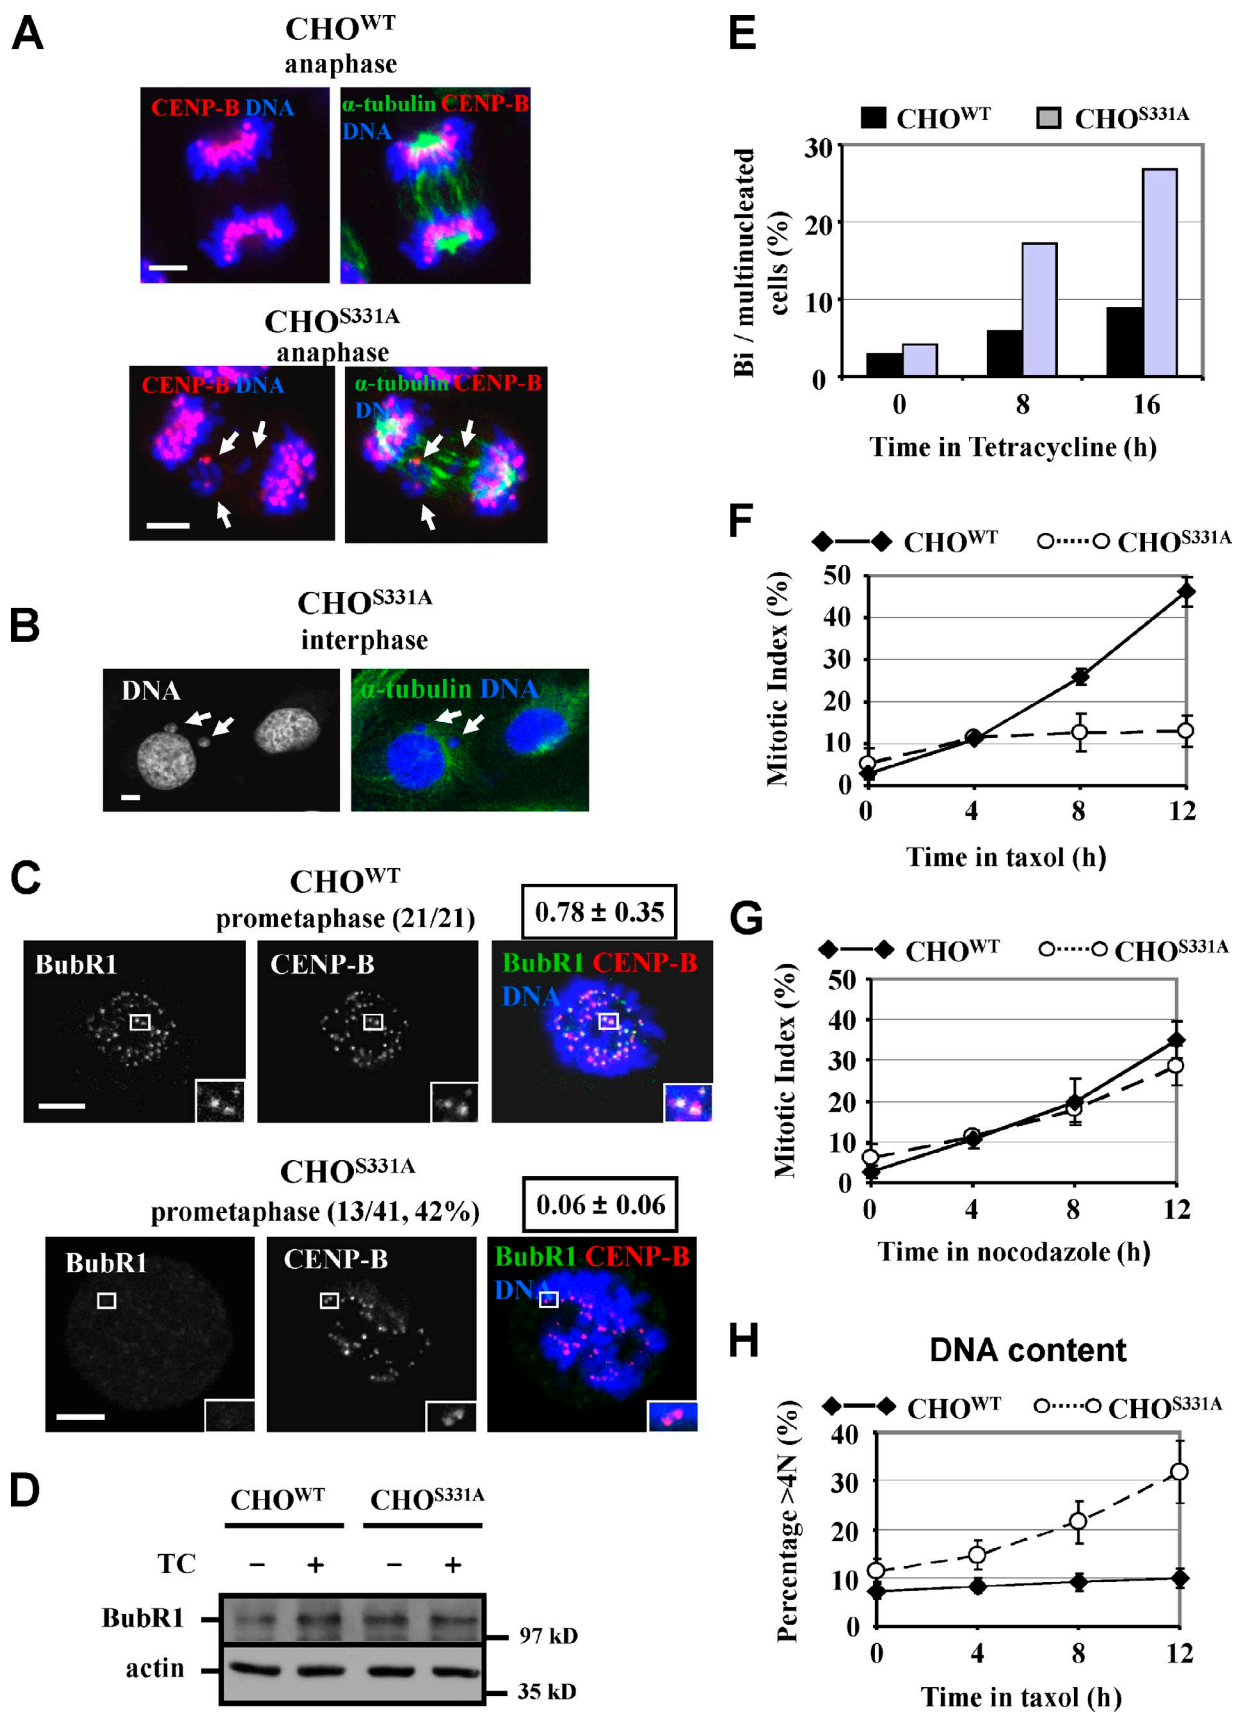 A
CHO^WT
anaphase
CENP-B DNA
α-tubulin CENP-B
DNA
CHO^S331A
anaphase
CENP-B DNA
α-tubulin CENP-B
DNA
B
CHO^S331A
interphase
DNA
α-tubulin DNA
C
CHO^WT
prometaphase (21/21)
0.78 ± 0.35
BubR1
CENP-B
BubR1 CENP-B
DNA
CHO^S331A
prometaphase (13/41, 42%)
0.06 ± 0.06
BubR1
CENP-B
BubR1 CENP-B
DNA
D
CHO^WT
CHO^S331A
TC
–
+
–
+
BubR1
97 kD
actin
35 kD
E
CHO^WT
CHO^S331A
Bi / multinucleated
cells (%)
30
20
10
0
0
8
16
Time in Tetracycline (h)
F
CHO^WT
CHO^S331A
Mitotic Index (%)
50
40
30
20
10
0
0
4
8
12
Time in taxol (h)
G
CHO^WT
CHO^S331A
Mitotic Index (%)
50
40
30
20
10
0
0
4
8
12
Time in nocodazole (h)
H
DNA content
CHO^WT
CHO^S331A
Percentage >4N (%)
40
30
20
10
0
0
4
8
12
Time in taxol (h)